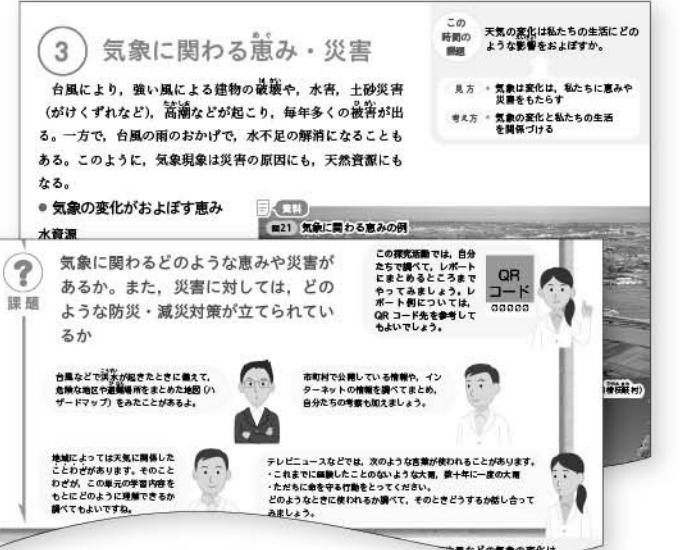 3 気象に関わる恵み・災害
めぐ
台風により，強い風による建物の破壊や，水害，土砂災害
(がけくずれなど)，高潮などが起こり，毎年多くの被害が出
る。一方で，台風の雨のおかげで，水不足の解消になることも
ある。このように，気象現象は災害の原因にも，天然資源にも
なる。
● 気象の変化がおよぼす恵み
水資源
この
時間の
課題
天気の変化は私たちの生活にどの
ような影響をおよぼすか。
見方 ・ 気象は変化は，私たちに恵みや
災害をもたらす
考え方 ・ 気象の変化と私たちの生活
を関係づける
資料
図21 気象に関わる恵みの例
檜枝岐村)
?
課題
気象に関わるどのような恵みや災害が
あるか。また，災害に対しては，どの
ような防災・減災対策が立てられてい
るか
この探究活動では，自分
たちで調べて，レポート
にまとめるところまで
やってみましょう。レ
ポート例については，
QR コード先を参考して
もよいでしょう。
QR
コード
台風などで洪水が起きたときに備えて，
危険な地区や避難場所をまとめた地図（ハ
ザードマップ）をみたことがあるよ。
市町村で公開している情報や，イン
ターネットの情報を調べてまとめ，
自分たちの考察も加えましょう。
地域によっては天気に関係した
ことわざがあります。そのこと
わざが，この単元の学習内容を
もとにどのように理解できるか
調べてもよいですね。
テレビニュースなどでは，次のような言葉が使われることがあります。
・これまでに経験したことのないような大雨，数十年に一度の大雨
・ただちに命を守る行動をとってください。
どのようなときに使われるか調べて，そのときどうするか話し合って
みましょう。